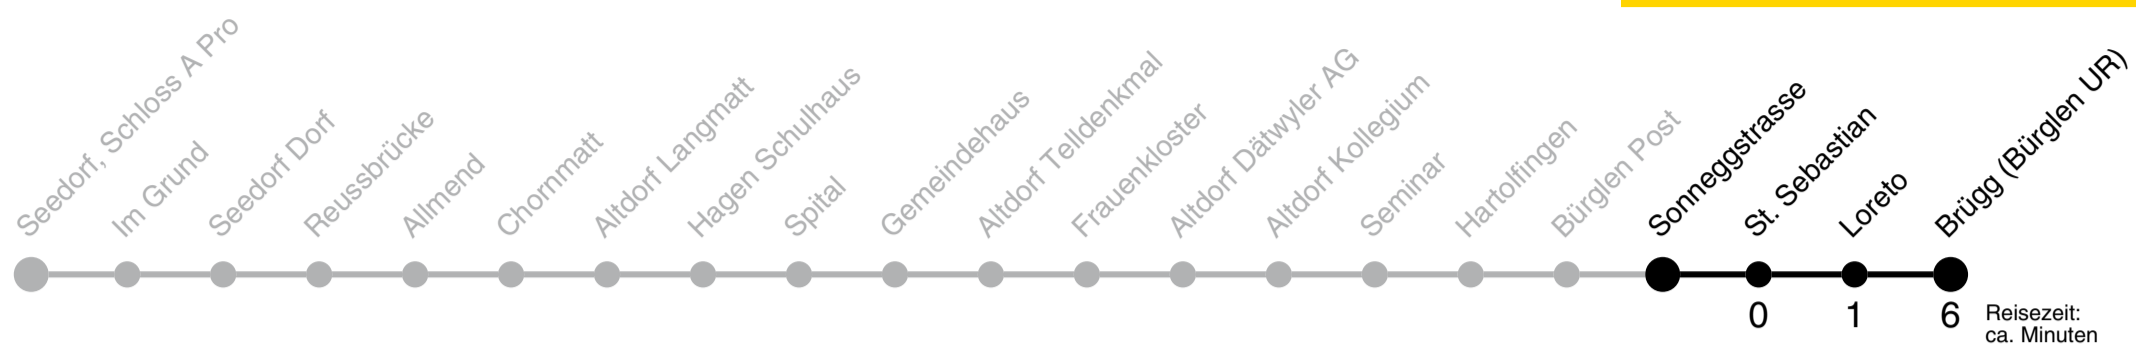 Seedorf, Schloss A Pro
Im Grund
Seedorf Dorf
Reussbrücke
Allmend
Chornmatt
Altdorf Langmatt
Hagen Schulhaus
Spital
Gemeindehaus
Altdorf Telldenkmal
Frauenkloster
Altdorf Dätwyler AG
Altdorf Kollegium
Seminar
Hartolfingen
Bürglen Post
Sonneggstrasse
St. Sebastian
Loreto
Brügg (Bürglen UR)
0
1
6
Reisezeit:
ca. Minuten